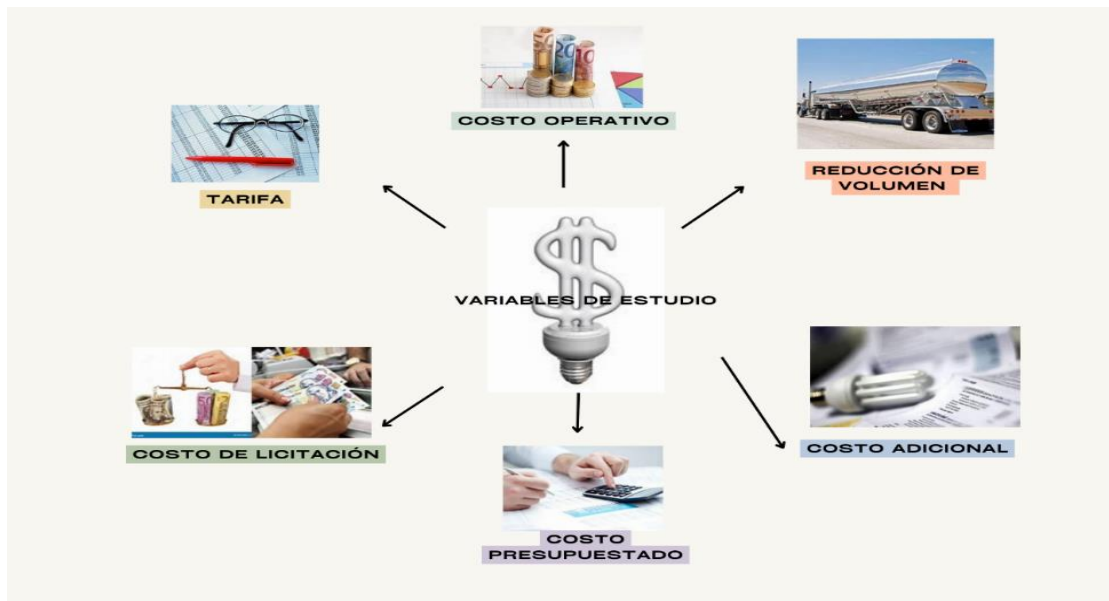 COSTO OPERATIVO
REDUCCIÓN DE
VOLUMEN
TARIFA
VARIABLES DE ESTUDIO
COSTO DE LICITACIÓN
COSTO ADICIONAL
COSTO
PRESUPUESTADO